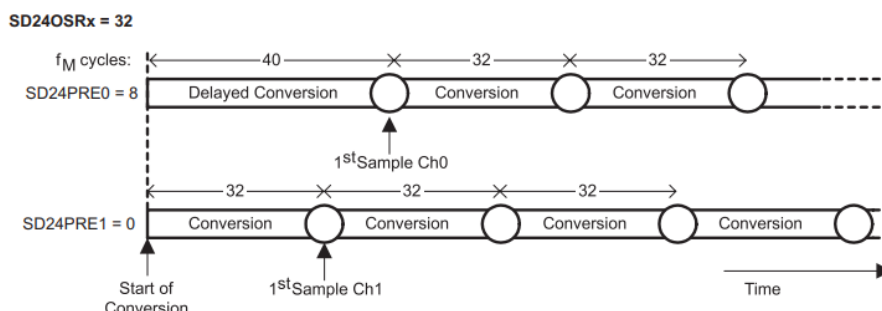 SD24OSRx = 32
fM cycles: 40 32 32
SD24PRE0 = 8 Delayed Conversion Conversion Conversion
1st Sample Ch0
32 32 32
SD24PRE1 = 0 Conversion Conversion Conversion Conversion
Start of
Conversion
1st Sample Ch1
Time